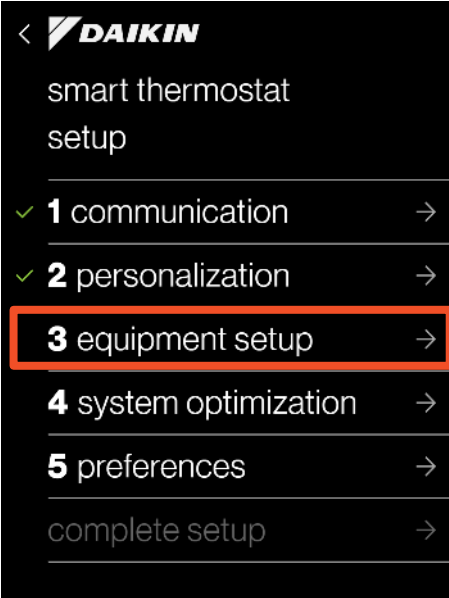 DAIKIN
smart thermostat
setup
1 communication
2 personalization
3 equipment setup
4 system optimization
5 preferences
complete setup